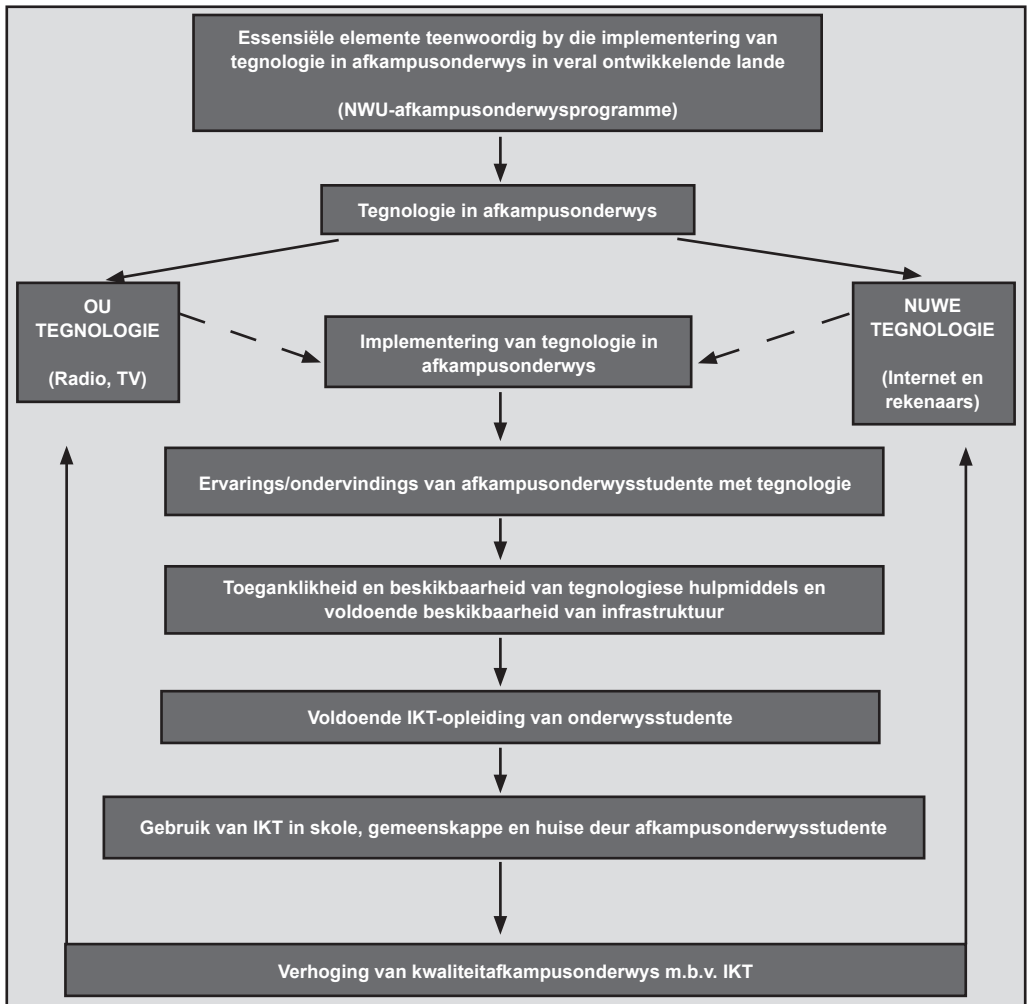 Essensiële elemente teenwoordig by die implementering van
tegnologie in afkampusonderwys in veral ontwikkelende lande
(NWU-afkampusonderwysprogramme)
Tegnologie in afkampusonderwys
OU
TEGNOLOGIE
(Radio, TV)
NUWE
TEGNOLOGIE
(Internet en
rekenaars)
Implementering van tegnologie in
afkampusonderwys
Ervarings/ondervindings van afkampusonderwysstudente met tegnologie
Toeganklikheid en beskikbaarheid van tegnologiese hulpmiddels en
voldoende beskikbaarheid van infrastruktuur
Voldoende IKT-opleiding van onderwysstudente
Gebruik van IKT in skole, gemeenskappe en huise deur afkampusonderwysstudente
Verhoging van kwaliteitafkampusonderwys m.b.v. IKT